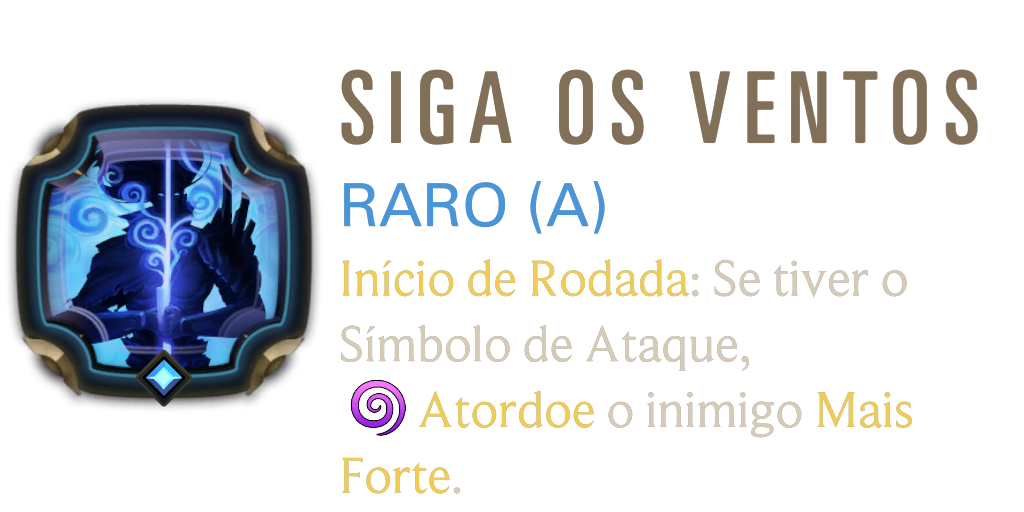 SIGA OS VENTOS
RARO (A)
Início de Rodada: Se tiver o
Símbolo de Ataque,
Atordoe o inimigo Mais
Forte.